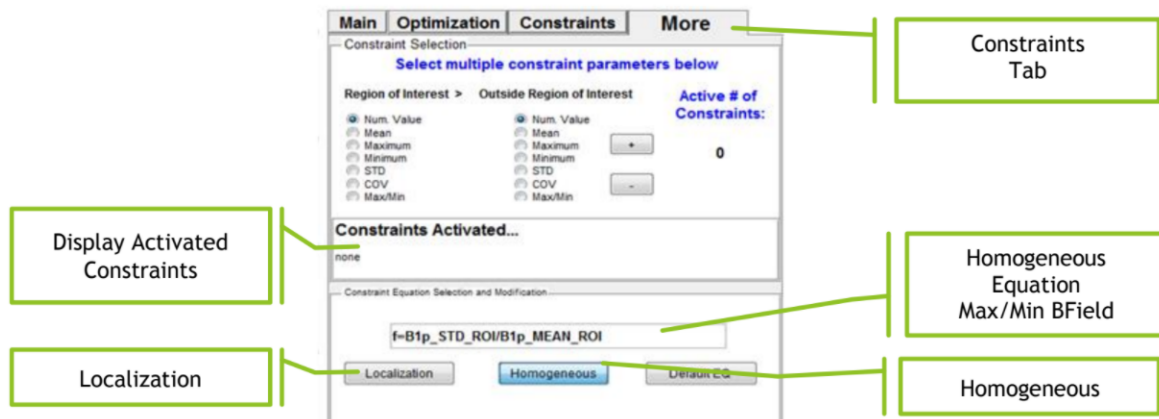 Main Optimization Constraints More
Constraint Selection
Select multiple constraint parameters below
Region of Interest > Outside Region of Interest
Active # of
Constraints:
Num. Value Num. Value
Mean Mean
Maximum Maximum +
Minimum Minimum 0
STD STD
COV COV -
Max/Min Max/Min
Constraints Activated...
none
Constraint Equation Selection and Modification
f=B1p_STD_ROI/B1p_MEAN_ROI
Localization Homogeneous Default EQ
Constraints
Tab
Display Activated
Constraints
Homogeneous
Equation
Max/Min BField
Localization
Homogeneous